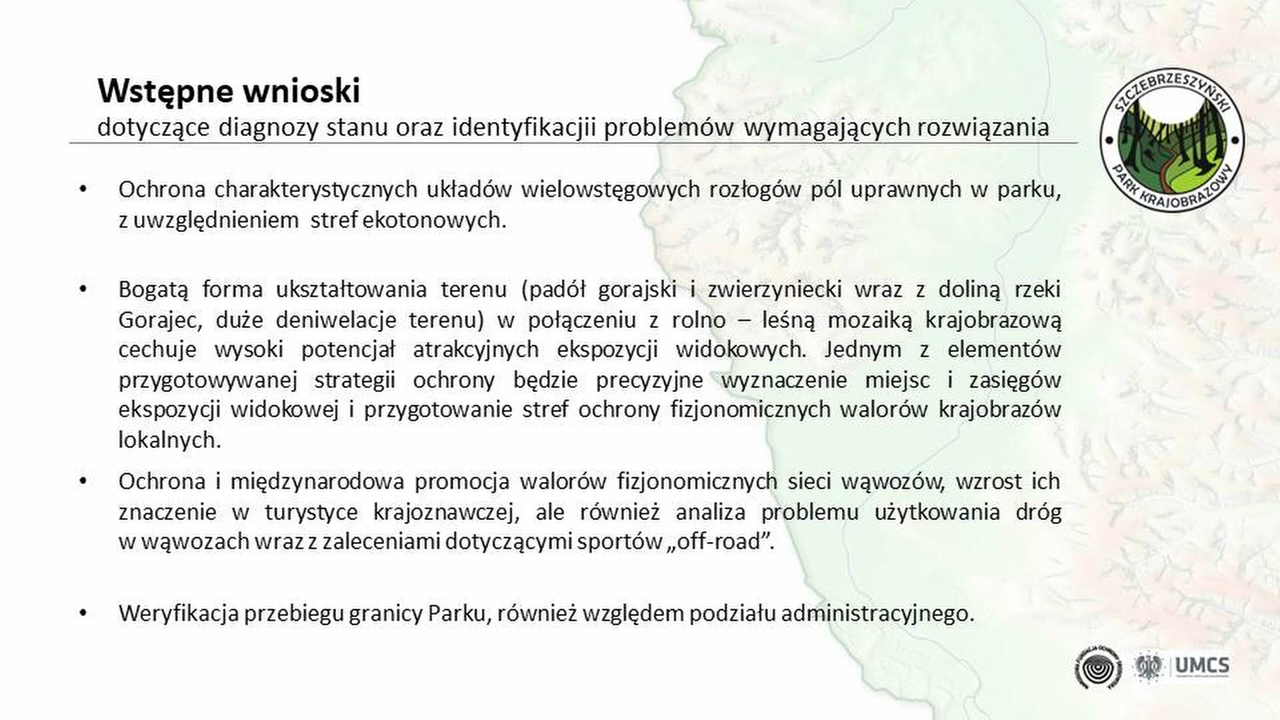 Wstępne wnioski
dotyczące diagnozy stanu oraz identyfikacjii problemów wymagających rozwiązania
SZCZEBRZESZYŃSKI
PARK KRAJOBRAZOWY
• Ochrona charakterystycznych układów wielowstęgowych rozłogów pól uprawnych w parku,
z uwzględnieniem stref ekotonowych.
• Bogatą forma ukształtowania terenu (padół gorajski i zwierzyniecki wraz z doliną rzeki
Gorajec, duże deniwelacje terenu) w połączeniu z rolno – leśną mozaiką krajobrazową
cechuje wysoki potencjał atrakcyjnych ekspozycji widokowych. Jednym z elementów
przygotowywanej strategii ochrony będzie precyzyjne wyznaczenie miejsc i zasięgów
ekspozycji widokowej i przygotowanie stref ochrony fizjonomicznych walorów krajobrazów
lokalnych.
• Ochrona i międzynarodowa promocja walorów fizjonomicznych sieci wąwozów, wzrost ich
znaczenie w turystyce krajoznawczej, ale również analiza problemu użytkowania dróg
w wąwozach wraz z zaleceniami dotyczącymi sportów „off-road”.
• Weryfikacja przebiegu granicy Parku, również względem podziału administracyjnego.
UMCS